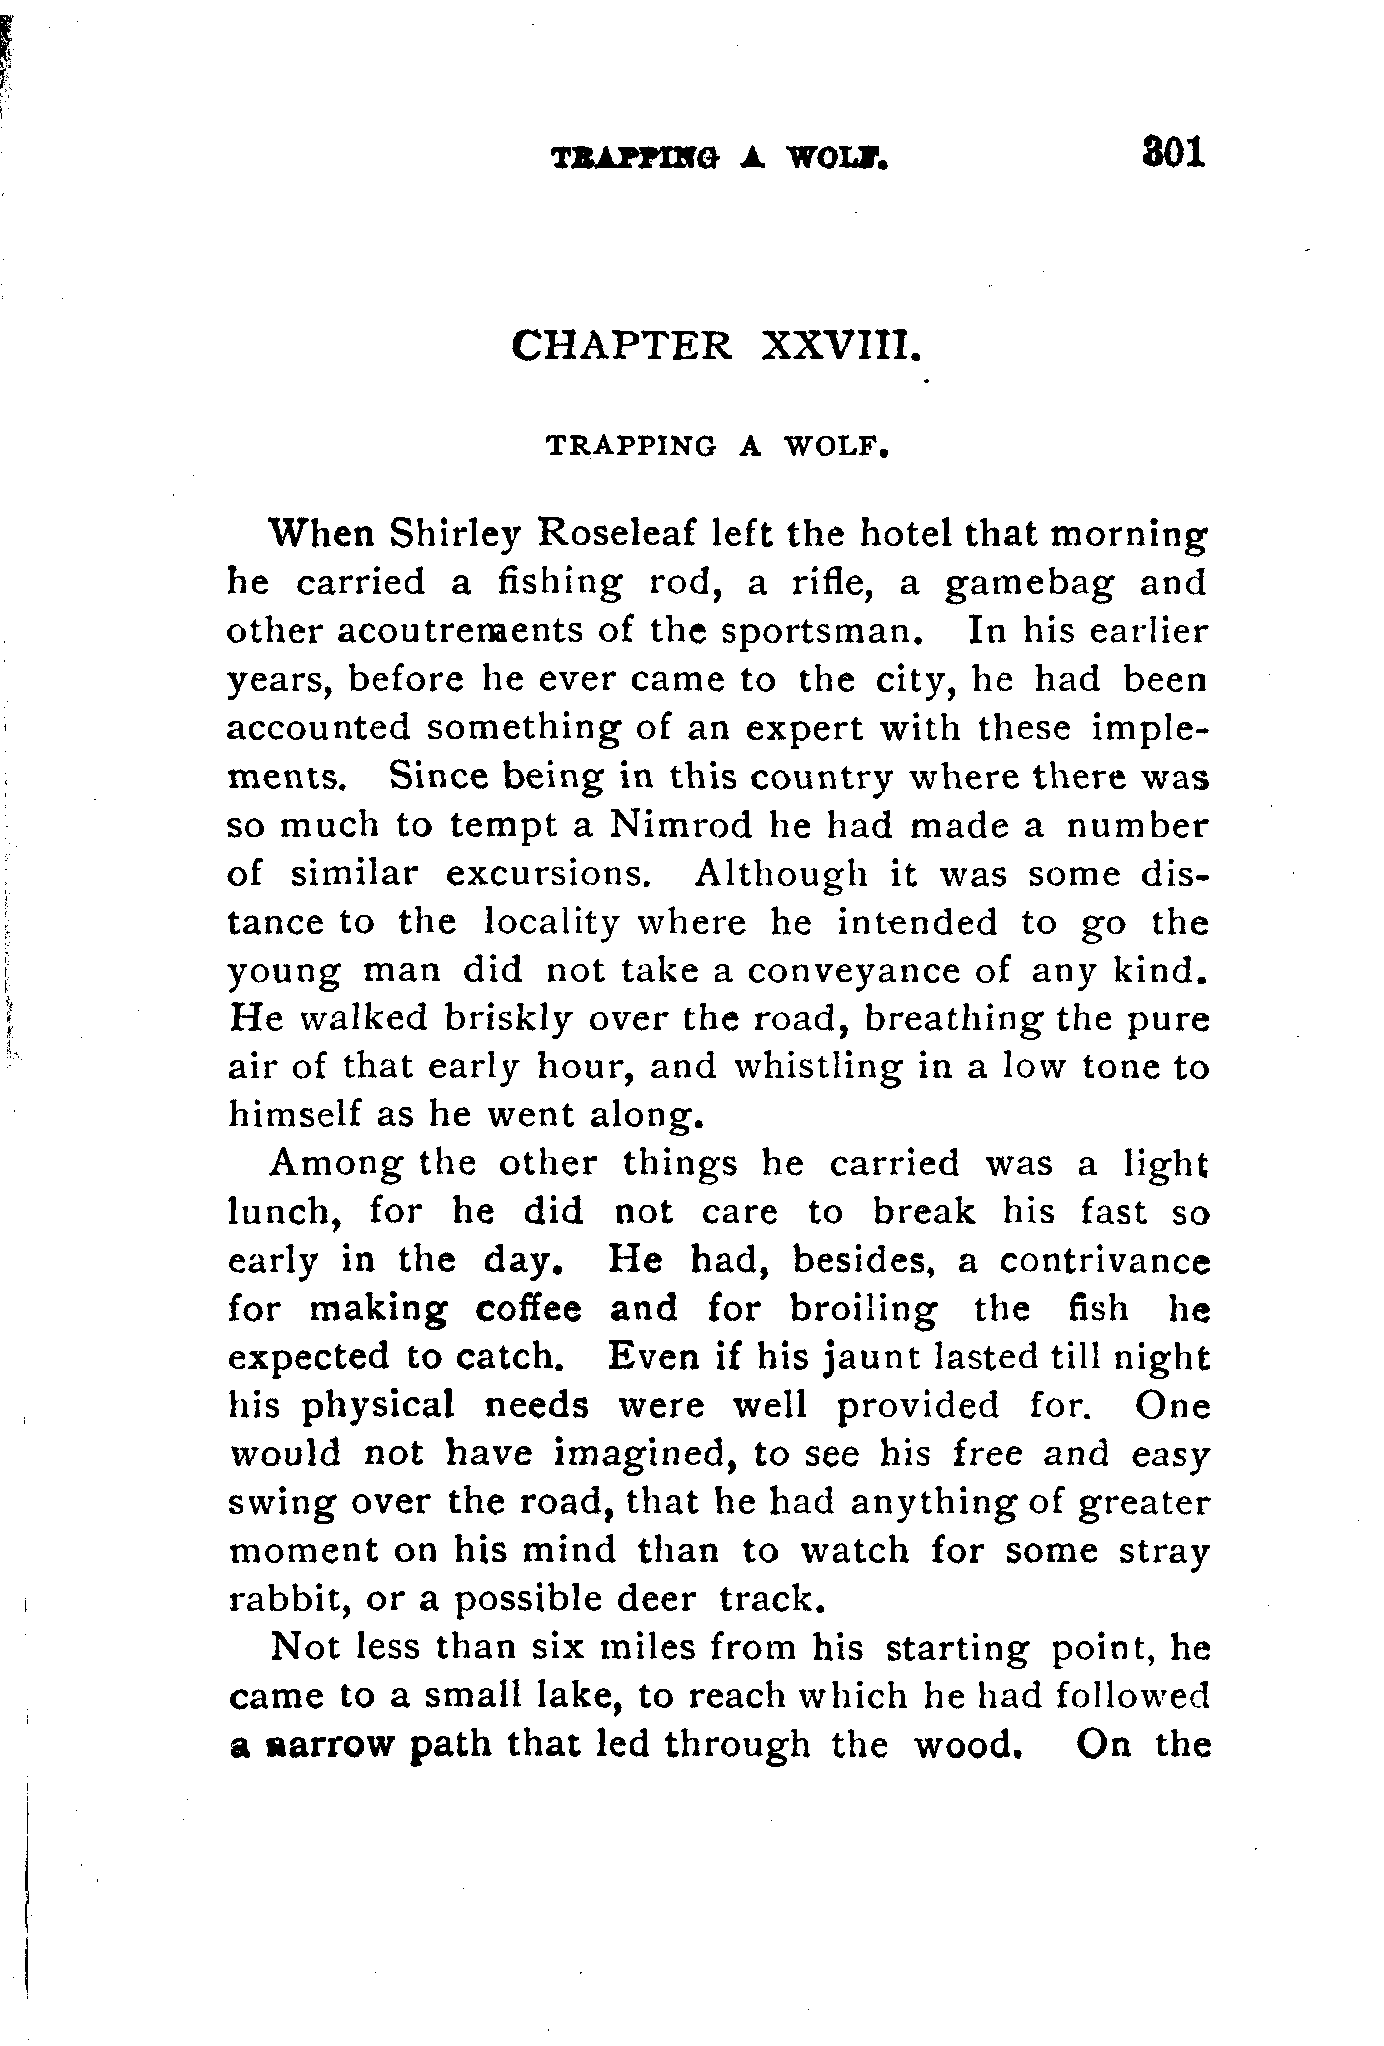 TRAPPING A WOLF. 301
CHAPTER XXVIII.
TRAPPING A WOLF.
When Shirley Roseleaf left the hotel that morning
he carried a fishing rod, a rifle, a gamebag and
other acoutrements of the sportsman. In his earlier
years, before he ever came to the city, he had been
accounted something of an expert with these imple-
ments. Since being in this country where there was
so much to tempt a Nimrod he had made a number
of similar excursions. Although it was some dis-
tance to the locality where he intended to go the
young man did not take a conveyance of any kind.
He walked briskly over the road, breathing the pure
air of that early hour, and whistling in a low tone to
himself as he went along.
Among the other things he carried was a light
lunch, for he did not care to break his fast so
early in the day. He had, besides, a contrivance
for making coffee and for broiling the fish he
expected to catch. Even if his jaunt lasted till night
his physical needs were well provided for. One
would not have imagined, to see his free and easy
swing over the road, that he had anything of greater
moment on his mind than to watch for some stray
rabbit, or a possible deer track.
Not less than six miles from his starting point, he
came to a small lake, to reach which he had followed
a narrow path that led through the wood. On the